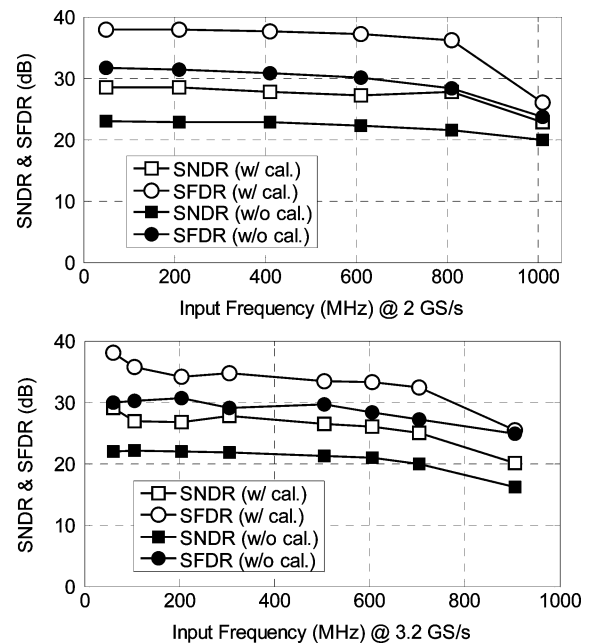 SNDR & SFDR (dB)
40
30
20
10
0
SNDR (w/ cal.)
SFDR (w/ cal.)
SNDR (w/o cal.)
SFDR (w/o cal.)
0 200 400 600 800 1000
Input Frequency (MHz) @ 2 GS/s
SNDR & SFDR (dB)
40
30
20
10
0
SNDR (w/ cal.)
SFDR (w/ cal.)
SNDR (w/o cal.)
SFDR (w/o cal.)
0 200 400 600 800 1000
Input Frequency (MHz) @ 3.2 GS/s